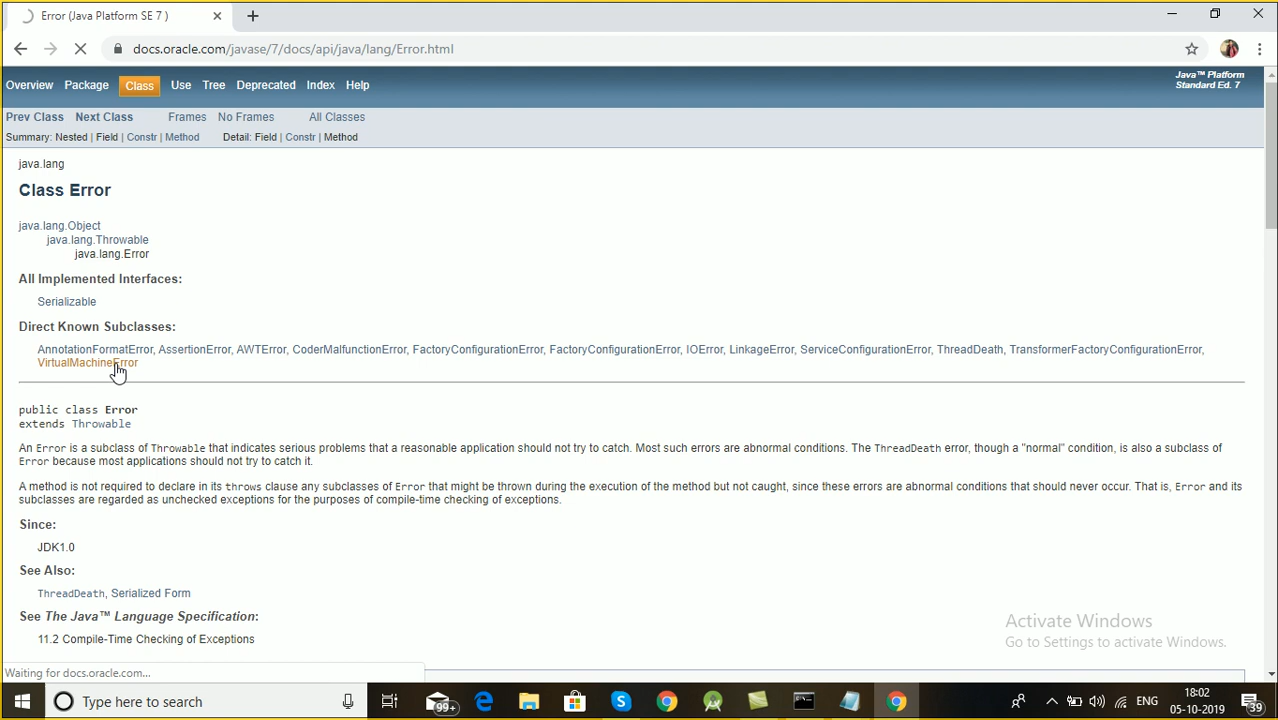 Error (Java Platform SE 7 )
docs.oracle.com/javase/7/docs/api/java/lang/Error.html
Overview Package Class Use Tree Deprecated Index Help
Java™ Platform
Standard Ed. 7
Prev Class Next Class Frames No Frames All Classes
Summary: Nested | Field | Constr | Method Detail: Field | Constr | Method
java.lang
Class Error
java.lang.Object
java.lang.Throwable
java.lang.Error
All Implemented Interfaces:
Serializable
Direct Known Subclasses:
AnnotationFormatError, AssertionError, AWTError, CoderMalfunctionError, FactoryConfigurationError, FactoryConfigurationError, IOError, LinkageError, ServiceConfigurationError, ThreadDeath, TransformerFactoryConfigurationError,
VirtualMachineError
public class Error
extends Throwable
An Error is a subclass of Throwable that indicates serious problems that a reasonable application should not try to catch. Most such errors are abnormal conditions. The ThreadDeath error, though a "normal" condition, is also a subclass of
Error because most applications should not try to catch it.
A method is not required to declare in its throws clause any subclasses of Error that might be thrown during the execution of the method but not caught, since these errors are abnormal conditions that should never occur. That is, Error and its
subclasses are regarded as unchecked exceptions for the purposes of compile-time checking of exceptions.
Since:
JDK1.0
See Also:
ThreadDeath, Serialized Form
See The Java™ Language Specification:
11.2 Compile-Time Checking of Exceptions
Activate Windows
Go to Settings to activate Windows.
Waiting for docs.oracle.com...
Type here to search
99+
ENG
18:02
05-10-2019
39